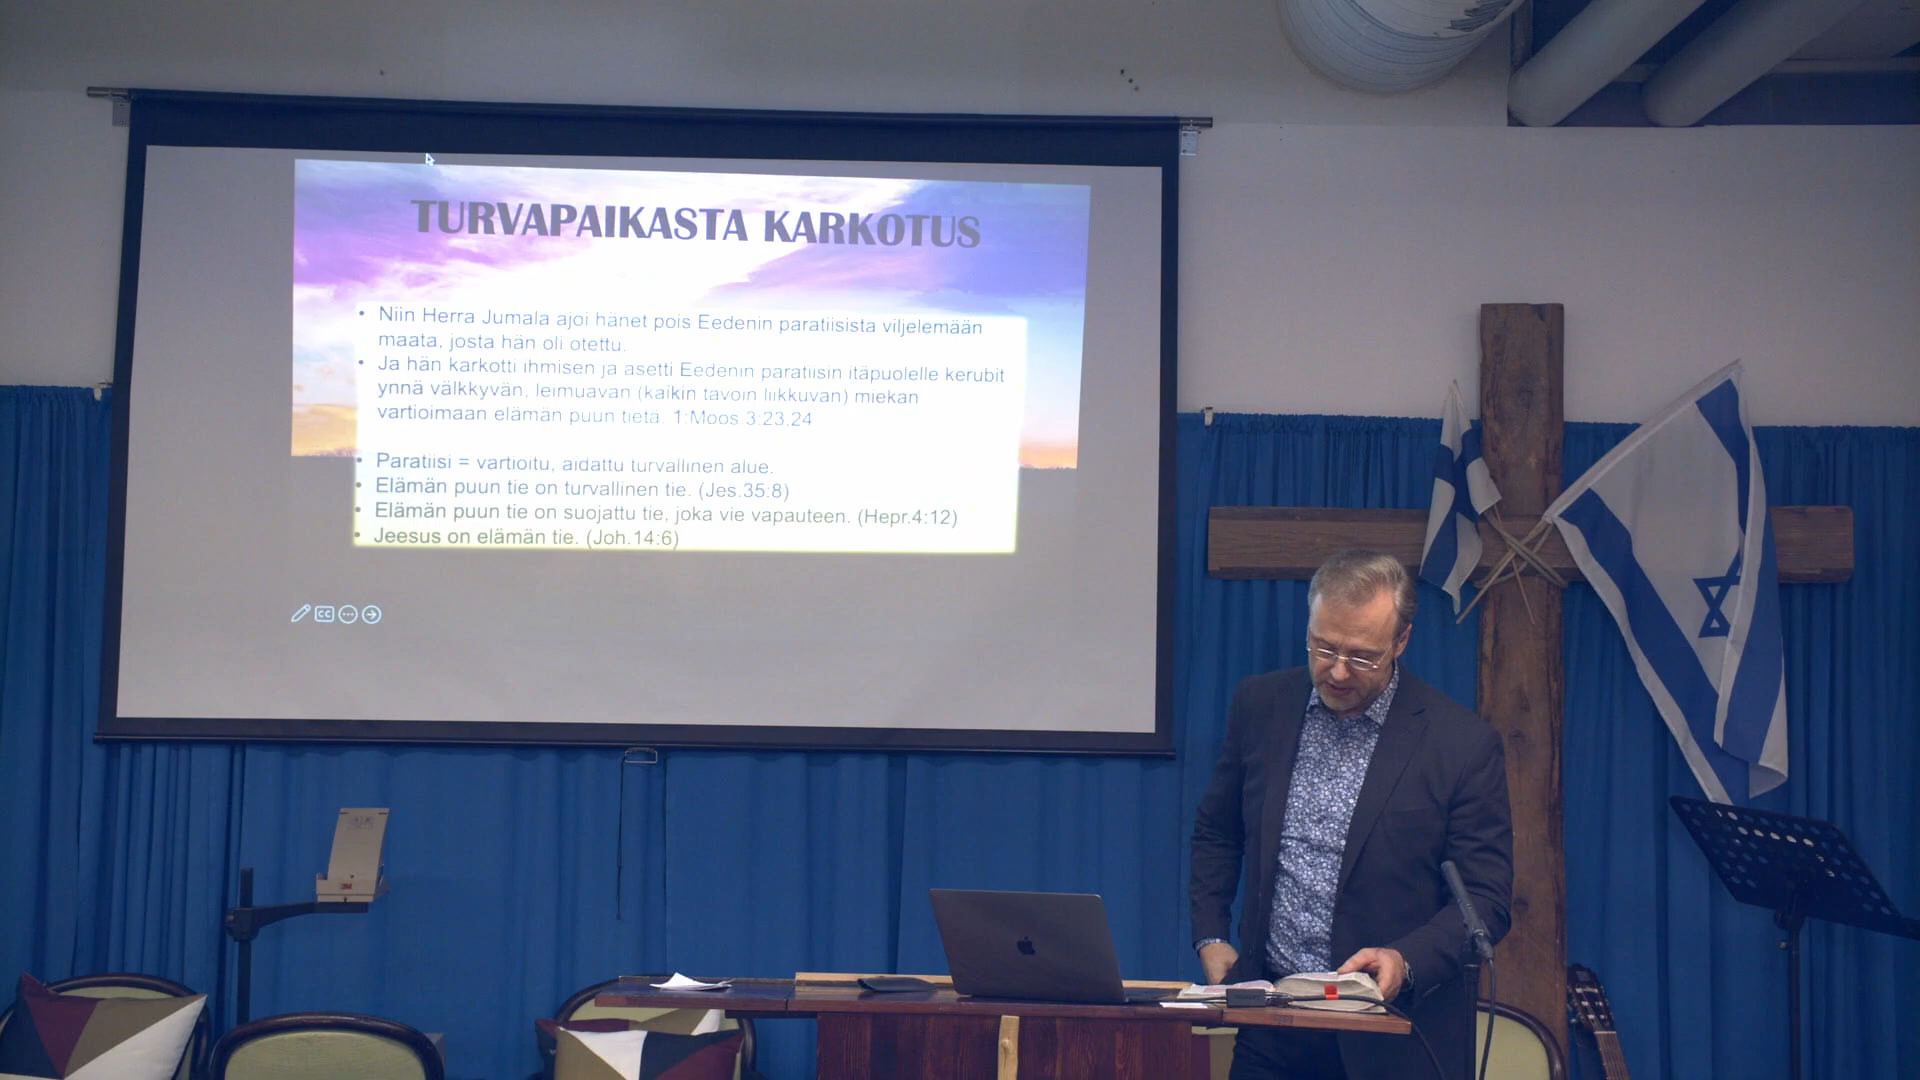 TURVAPAIKASTA KARKOTUS
• Niin Herra Jumala ajoi hänet pois Eedenin paratiisista viljelemään
maata, josta hän oli otettu.
• Ja hän karkotti ihmisen ja asetti Eedenin paratiisin itäpuolelle kerubit
ynnä välkkyvän, leimuavan (kaikin tavoin liikkuvan) miekan
vartioimaan elämän puun tietä. 1:Moos 3:23,24
• Paratiisi = vartioitu, aidattu turvallinen alue.
• Elämän puun tie on turvallinen tie. (Jes.35:8)
• Elämän puun tie on suojattu tie, joka vie vapauteen. (Hepr.4:12)
• Jeesus on elämän tie. (Joh.14:6)
CC
3M